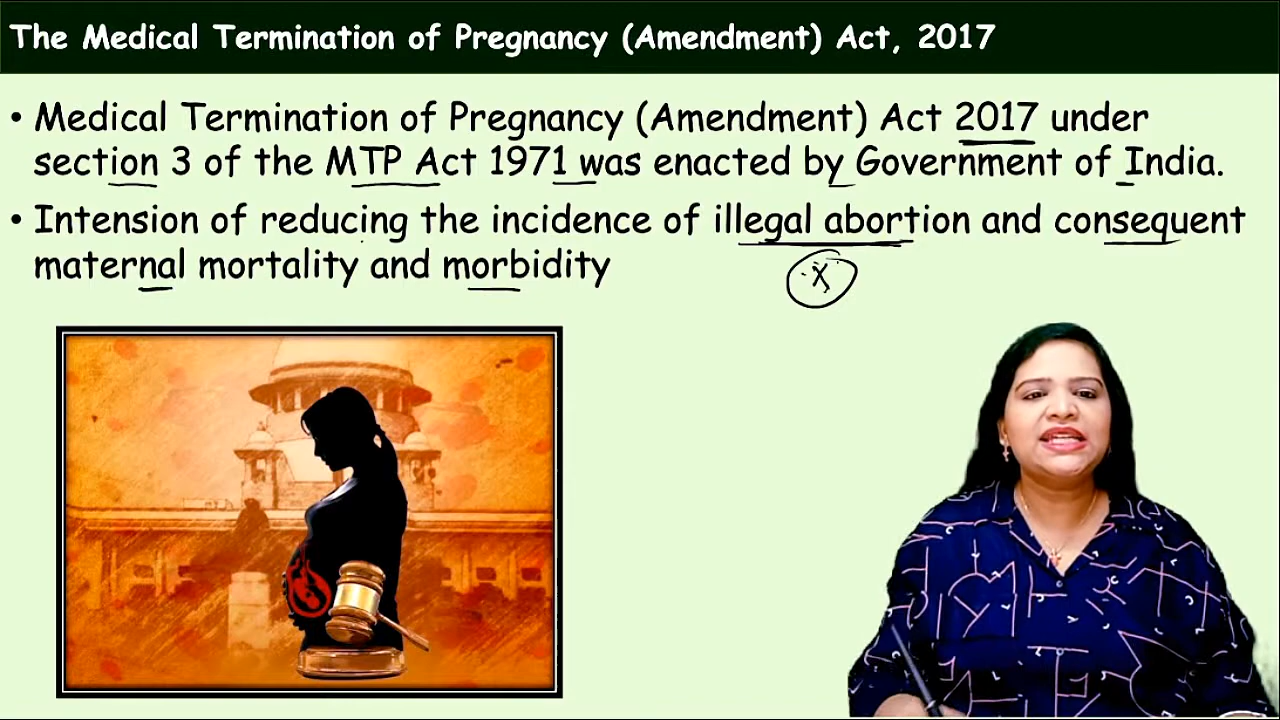 The Medical Termination of Pregnancy (Amendment) Act, 2017
• Medical Termination of Pregnancy (Amendment) Act 2017 under
section 3 of the MTP Act 1971 was enacted by Government of India.
• Intension of reducing the incidence of illegal abortion and consequent
maternal mortality and morbidity
X